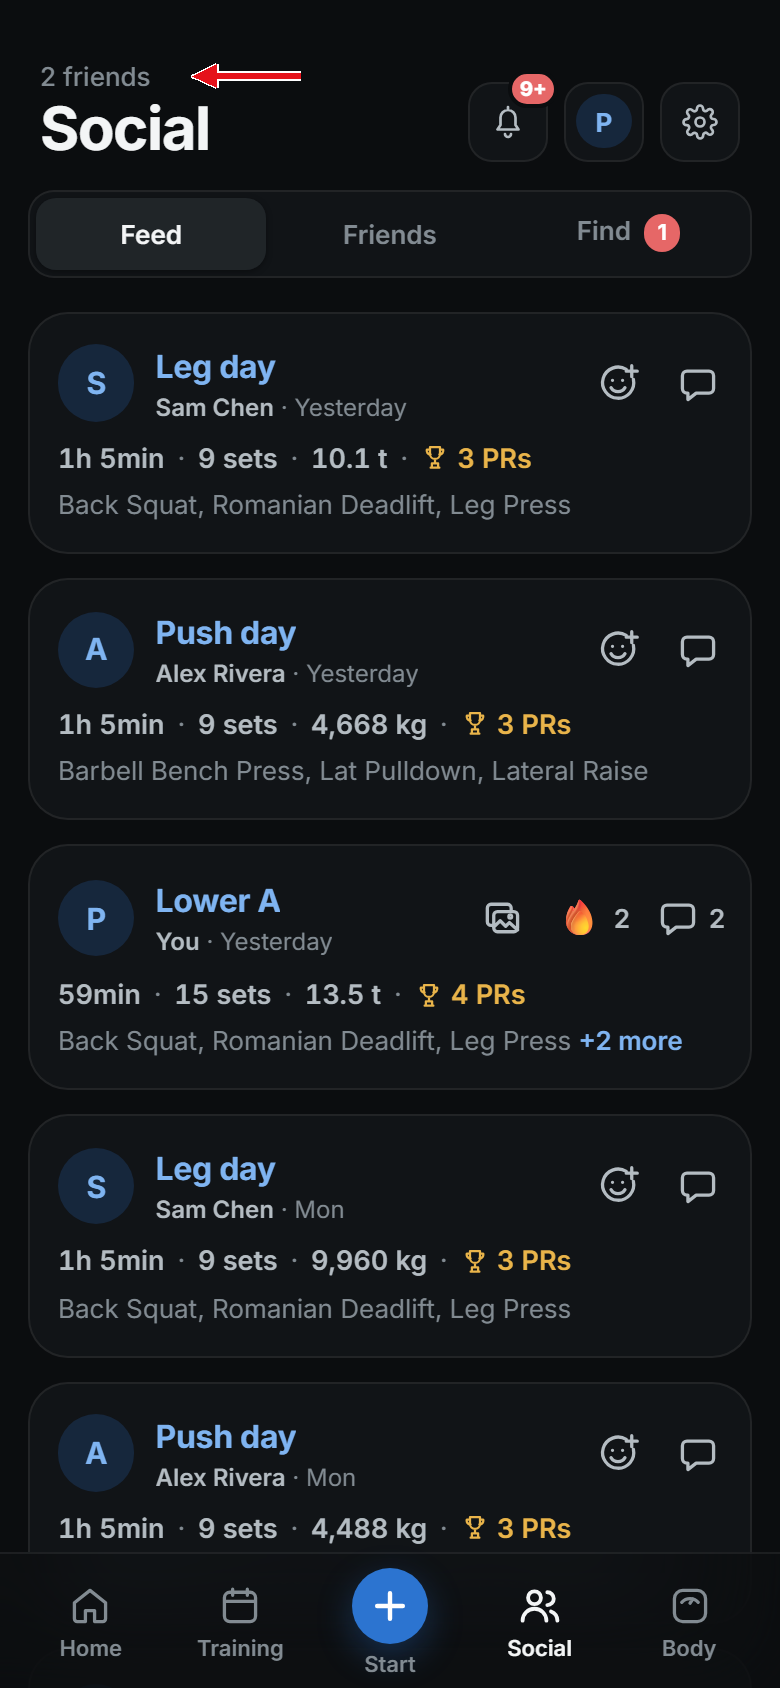 2 friends
Social
9+
P
Feed
Friends
Find 1
S
Leg day
Sam Chen · Yesterday
1h 5min · 9 sets · 10.1 t · 3 PRs
Back Squat, Romanian Deadlift, Leg Press
A
Push day
Alex Rivera · Yesterday
1h 5min · 9 sets · 4,668 kg · 3 PRs
Barbell Bench Press, Lat Pulldown, Lateral Raise
P
Lower A
You · Yesterday
2
2
59min · 15 sets · 13.5 t · 4 PRs
Back Squat, Romanian Deadlift, Leg Press +2 more
S
Leg day
Sam Chen · Mon
1h 5min · 9 sets · 9,960 kg · 3 PRs
Back Squat, Romanian Deadlift, Leg Press
A
Push day
Alex Rivera · Mon
1h 5min · 9 sets · 4,488 kg · 3 PRs
Home
Training
Start
Social
Body